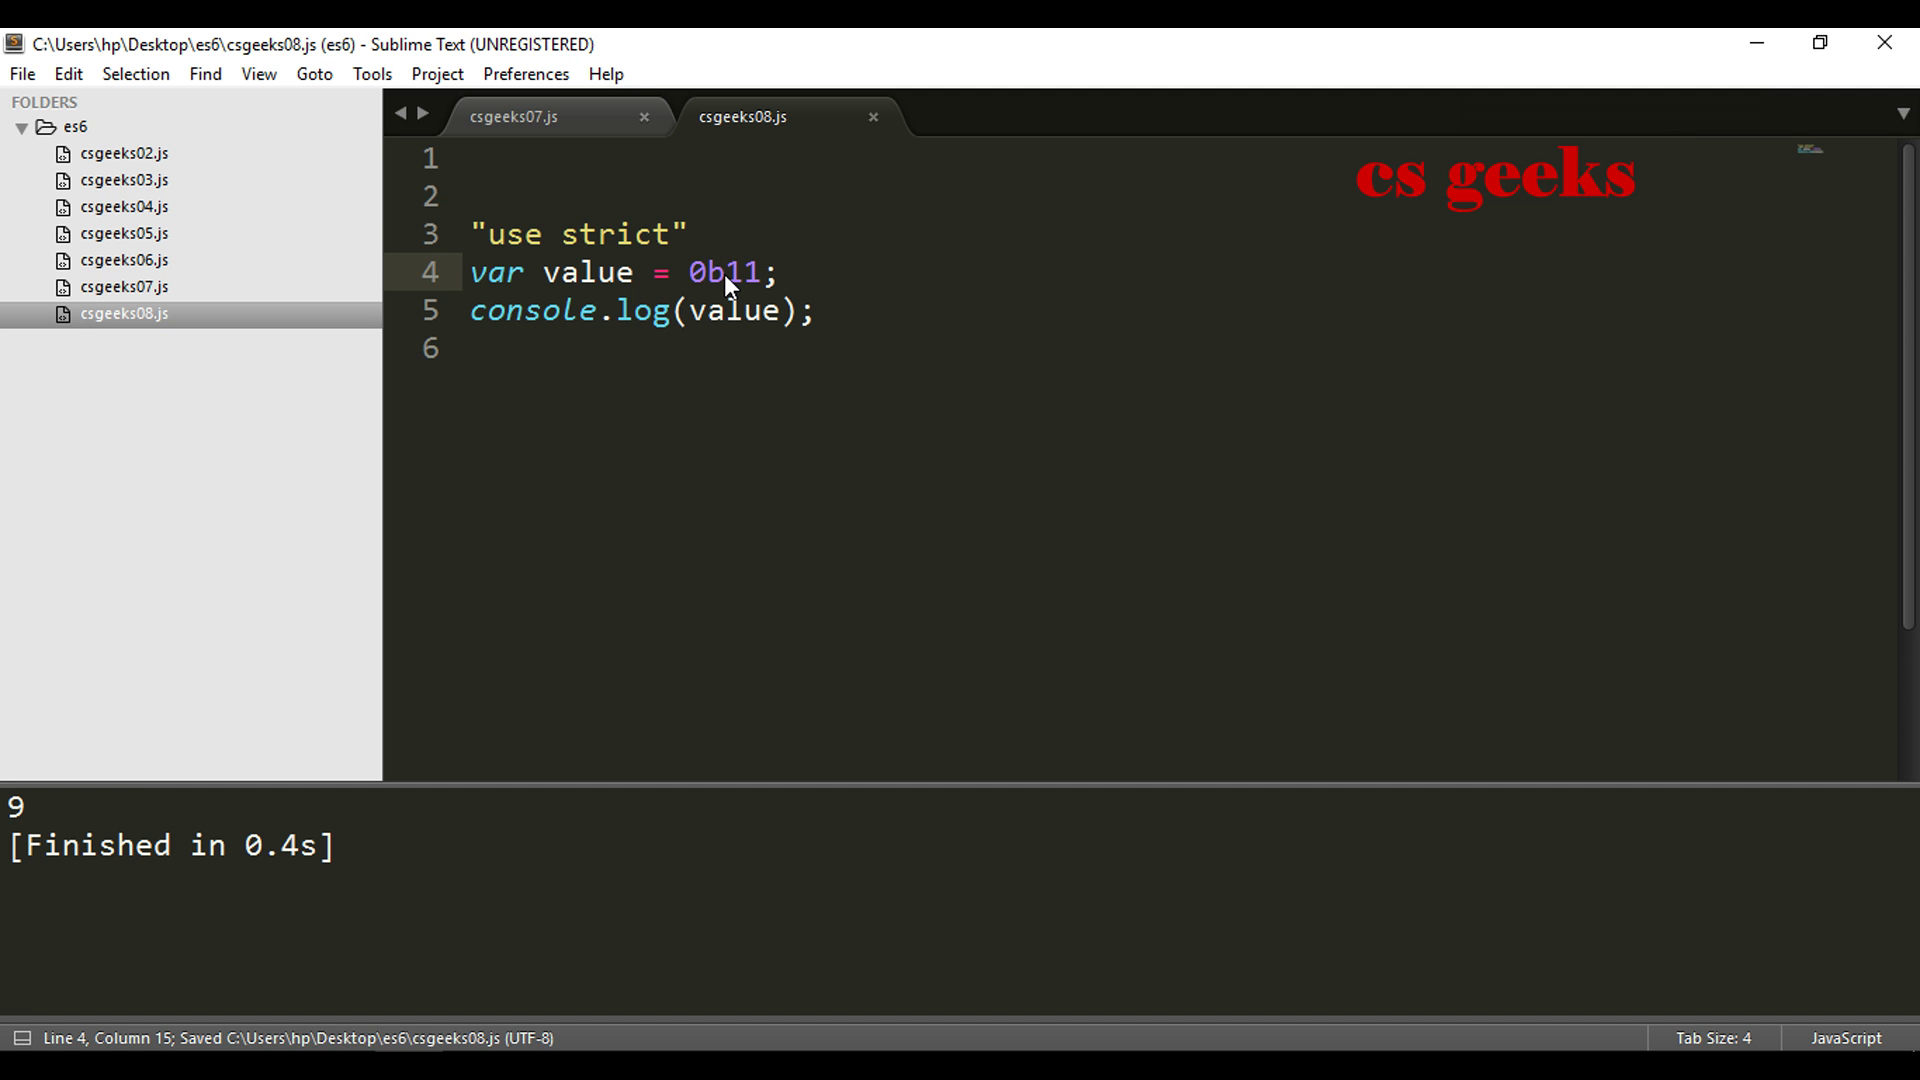 C:\Users\hp\Desktop\es6\csgeeks08.js (es6) - Sublime Text (UNREGISTERED)
File Edit Selection Find View Goto Tools Project Preferences Help
FOLDERS
es6
csgeeks02.js
csgeeks03.js
csgeeks04.js
csgeeks05.js
csgeeks06.js
csgeeks07.js
csgeeks08.js
csgeeks07.js × csgeeks08.js ×
cs geeks
1
2
3 "use strict"
4 var value = 0b11;
5 console.log(value);
6
9
[Finished in 0.4s]
Line 4, Column 15; Saved C:\Users\hp\Desktop\es6\csgeeks08.js (UTF-8) Tab Size: 4 JavaScript